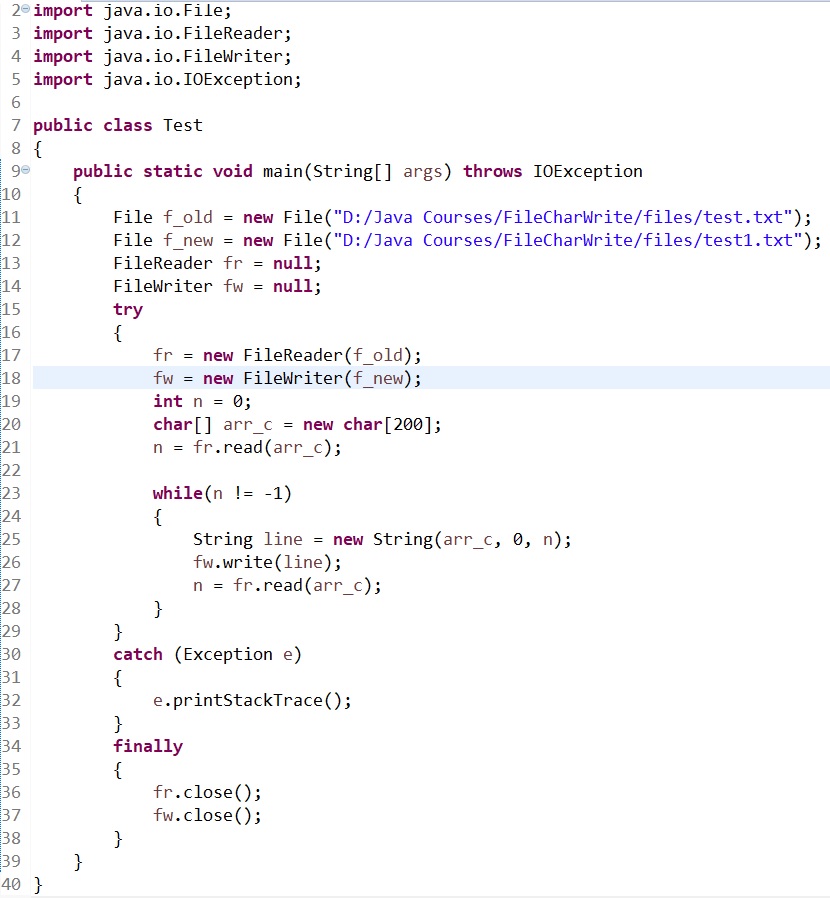 2 import java.io.File;
3 import java.io.FileReader;
4 import java.io.FileWriter;
5 import java.io.IOException;
6
7 public class Test
8 {
9     public static void main(String[] args) throws IOException
10     {
11         File f_old = new File("D:/Java Courses/FileCharWrite/files/test.txt");
12         File f_new = new File("D:/Java Courses/FileCharWrite/files/test1.txt");
13         FileReader fr = null;
14         FileWriter fw = null;
15         try
16         {
17             fr = new FileReader(f_old);
18             fw = new FileWriter(f_new);
19             int n = 0;
20             char[] arr_c = new char[200];
21             n = fr.read(arr_c);
22
23             while(n != -1)
24             {
25                 String line = new String(arr_c, 0, n);
26                 fw.write(line);
27                 n = fr.read(arr_c);
28             }
29         }
30         catch (Exception e)
31         {
32             e.printStackTrace();
33         }
34         finally
35         {
36             fr.close();
37             fw.close();
38         }
39     }
40 }